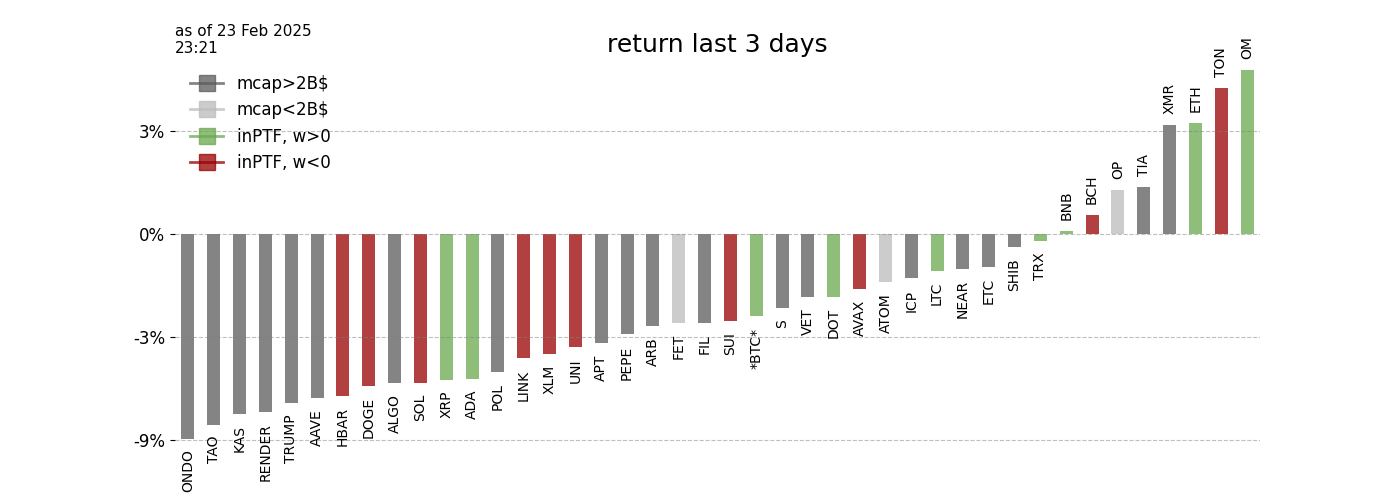 as of 23 Feb 2025
23:21
return last 3 days
mcap>2B$
mcap<2B$
inPTF, w>0
inPTF, w<0
3%
0%
-3%
-9%
ONDO
TAO
KAS
RENDER
TRUMP
AAVE
HBAR
DOGE
ALGO
SOL
XRP
ADA
POL
LINK
XLM
UNI
APT
PEPE
ARB
FET
FIL
SUI
*BTC*
S
VET
DOT
AVAX
ATOM
ICP
LTC
NEAR
ETC
SHIB
TRX
BNB
BCH
OP
TIA
XMR
ETH
TON
OM